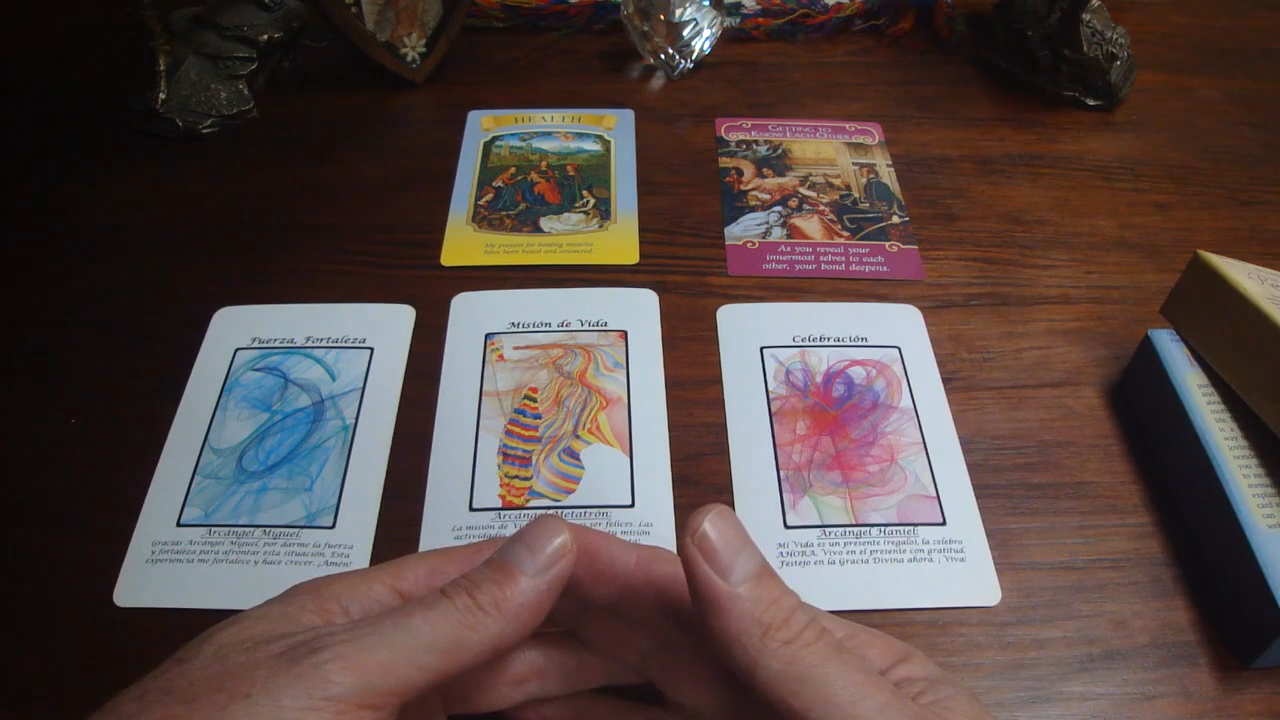 HEALTH
My prayers for healing miracles
have been heard and answered.
GETTING TO
KNOW EACH OTHER
As you reveal your
innermost selves to each
other, your bond deepens.
Fuerza, Fortaleza
Arcángel Miguel:
Gracias Arcángel Miguel, por darme la fuerza
y fortaleza para afrontar esta situación. Esta
experiencia me fortalece y hace crecer. ¡Amén!
Misión de Vida
Arcángel Metatrón:
La misión de ser felices. Las
actividades misión
Celebración
Arcángel Haniel:
Mi Vida es un presente (regalo), la celebro
AHORA. Vivo en el presente con gratitud.
Festejo en la Gracia Divina ahora. ¡Viva!